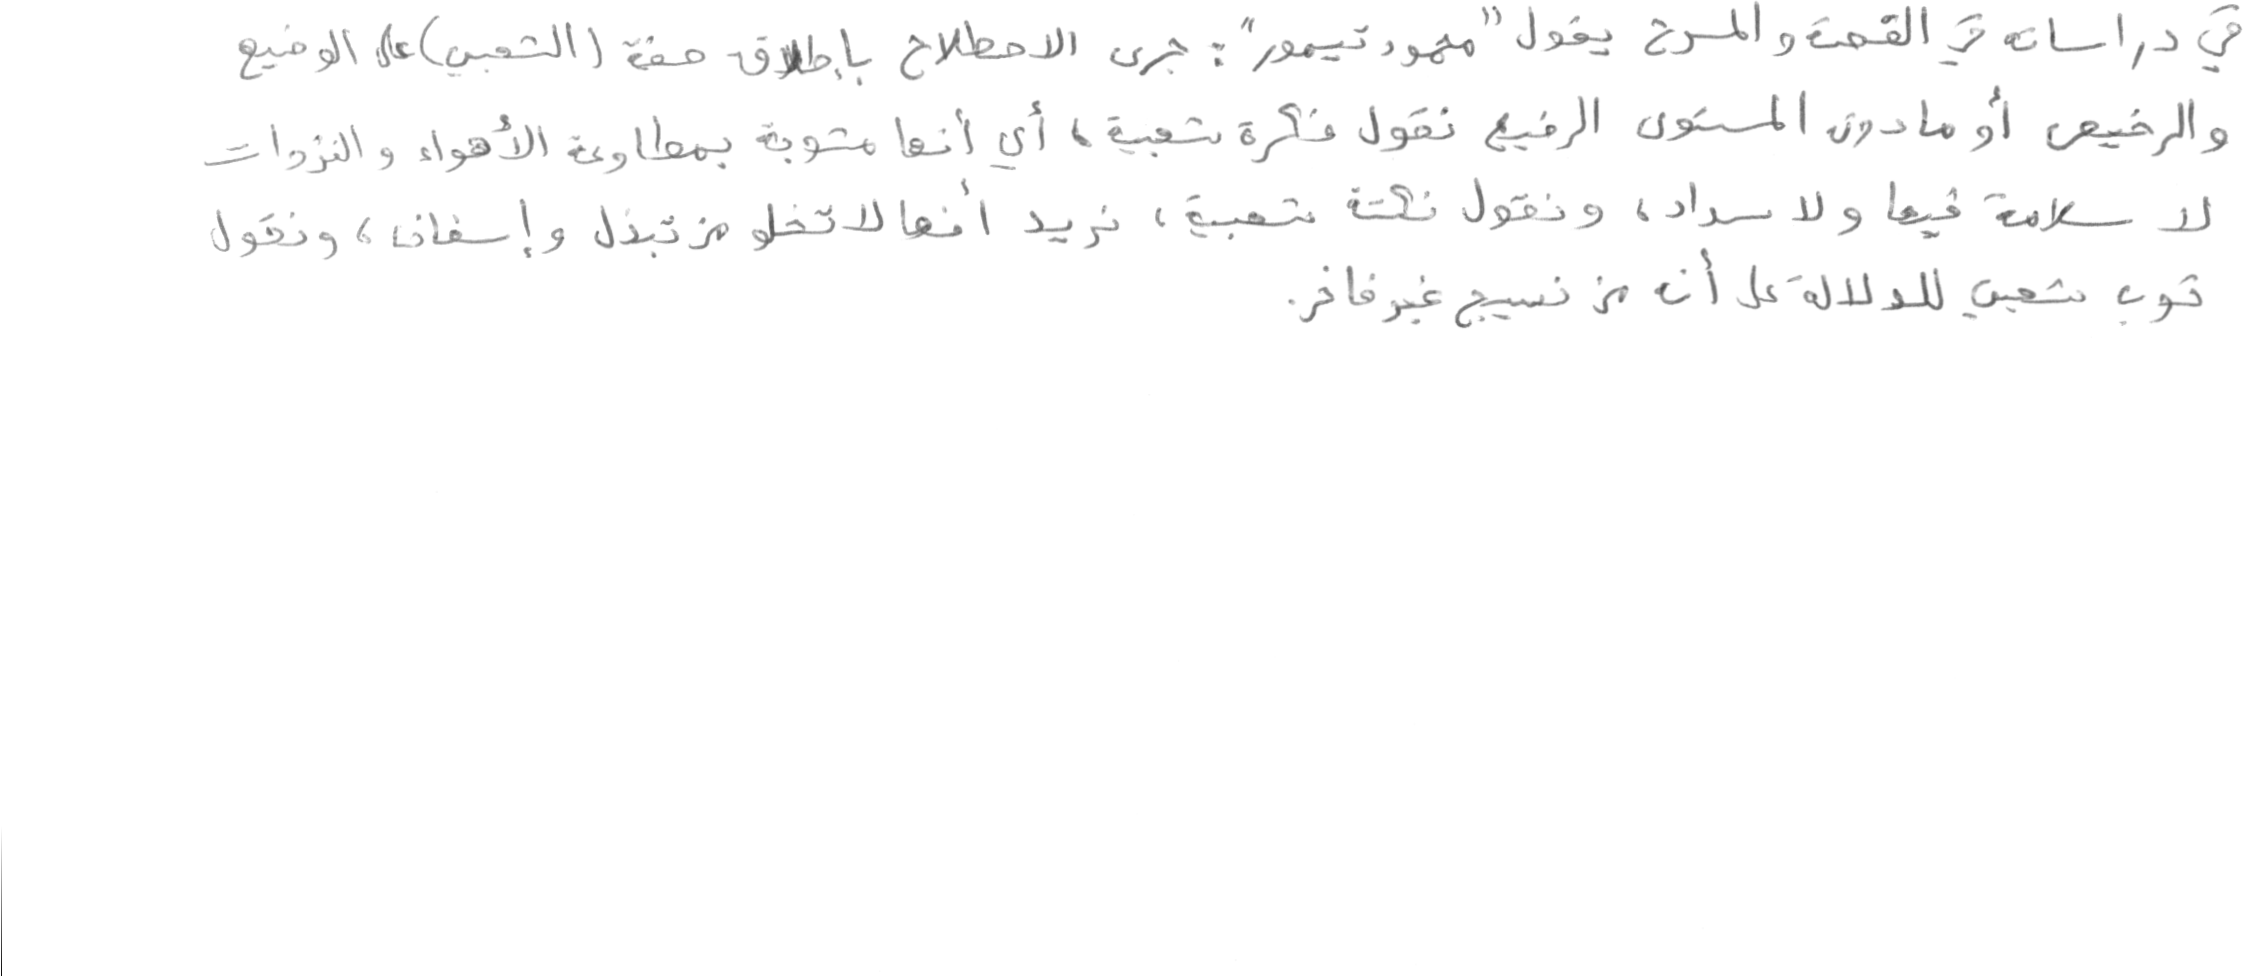 في دراساته في القصة والمسرح يقول "محمود تيمور": جرى الاصطلاح بإطلاق صفة (الشعبي) على الوضيع
والرخيص أو ما دون المستوى الرفيع نقول فكرة شعبية، أي أنها مشوبة بمطاوعة الأهواء والنزوات
لا سلامة فيها ولا سداد، ونقول نكتة شعبية، نريد أنها لا تخلو من تبذل وإسفاف، ونقول
ثوب شعبي للدلالة على أنه من نسيج غير فاخر.